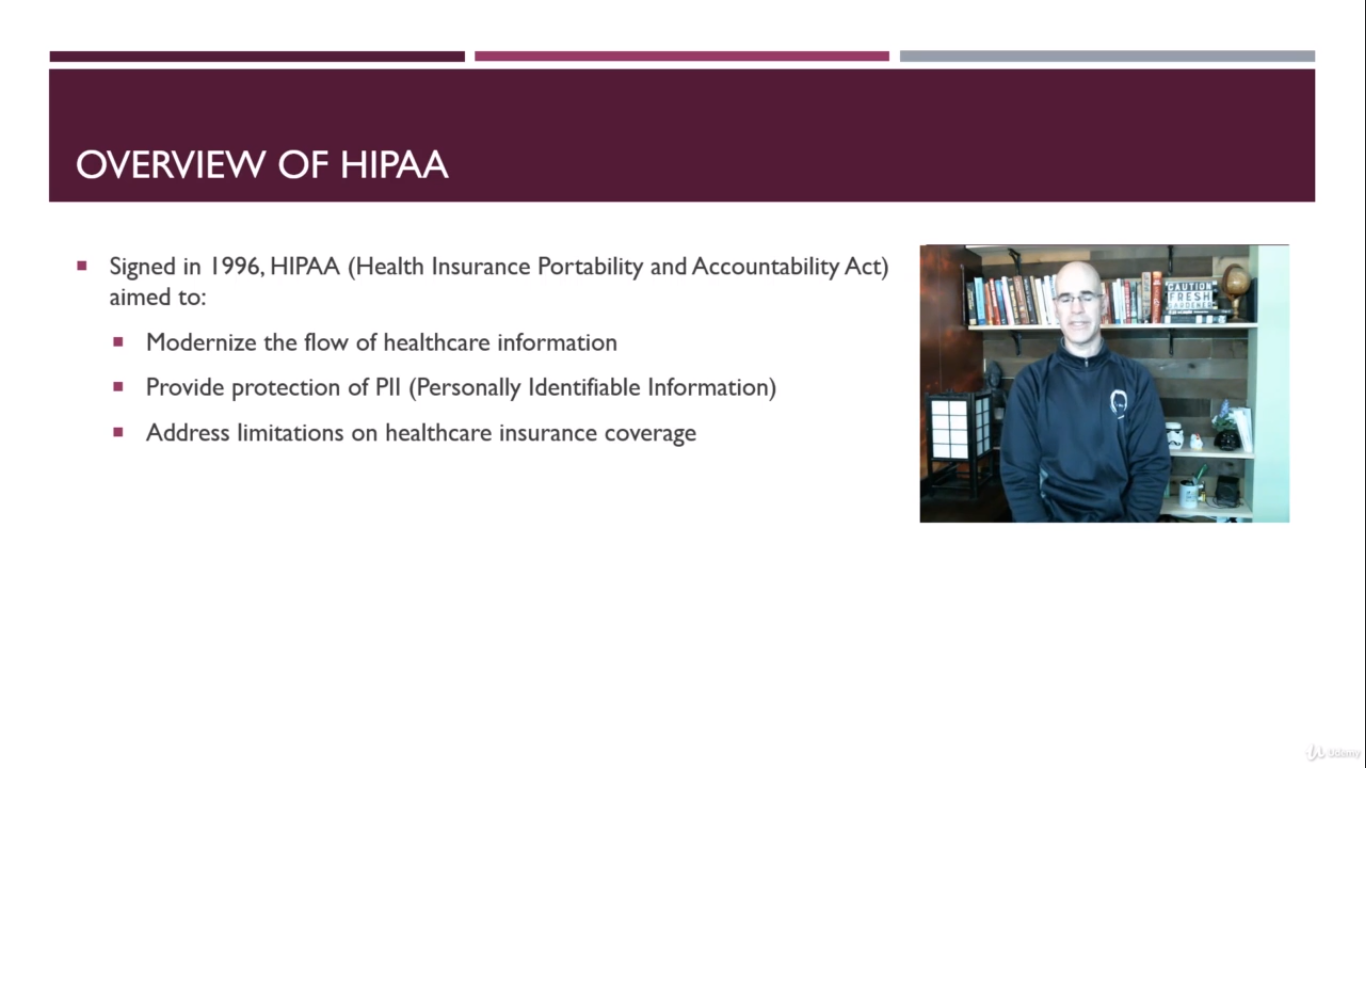 OVERVIEW OF HIPAA
Signed in 1996, HIPAA (Health Insurance Portability and Accountability Act)
aimed to:
Modernize the flow of healthcare information
Provide protection of PII (Personally Identifiable Information)
Address limitations on healthcare insurance coverage
CAUTION
FRESH
GARDENER
Udemy